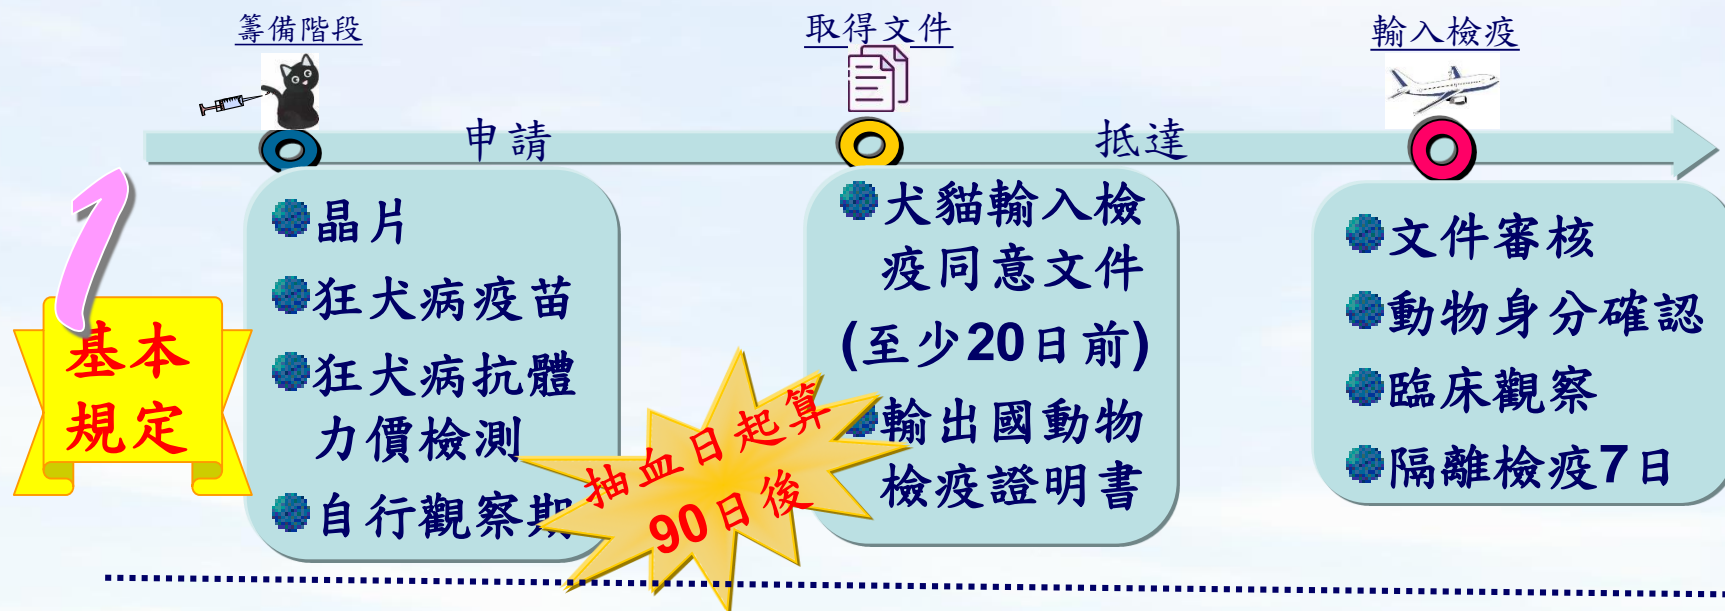 籌備階段
取得文件
輸入檢疫
申請
抵達
1
基本
規定
晶片
狂犬病疫苗
狂犬病抗體
力價檢測
自行觀察期
抽血日起算
90日後
犬貓輸入檢
疫同意文件
(至少20日前)
輸出國動物
檢疫證明書
文件審核
動物身分確認
臨床觀察
隔離檢疫7日